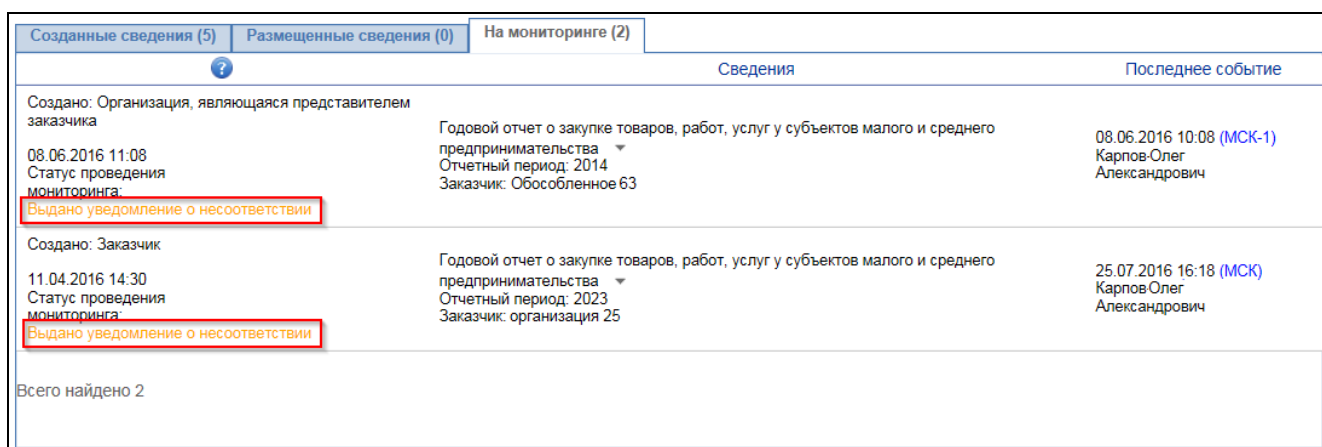 Созданные сведения (5) Размещенные сведения (0) На мониторинге (2)
? Сведения Последнее событие
Создано: Организация, являющаяся представителем
заказчика
08.06.2016 11:08
Статус проведения
мониторинга:
Выдано уведомление о несоответствии
Годовой отчет о закупке товаров, работ, услуг у субъектов малого и среднего
предпринимательства
Отчетный период: 2014
Заказчик: Обособленное 63
08.06.2016 10:08 (МСК-1)
Карпов Олег
Александрович
Создано: Заказчик
11.04.2016 14:30
Статус проведения
мониторинга:
Выдано уведомление о несоответствии
Годовой отчет о закупке товаров, работ, услуг у субъектов малого и среднего
предпринимательства
Отчетный период: 2023
Заказчик: организация 25
25.07.2016 16:18 (МСК)
Карпов Олег
Александрович
Всего найдено 2